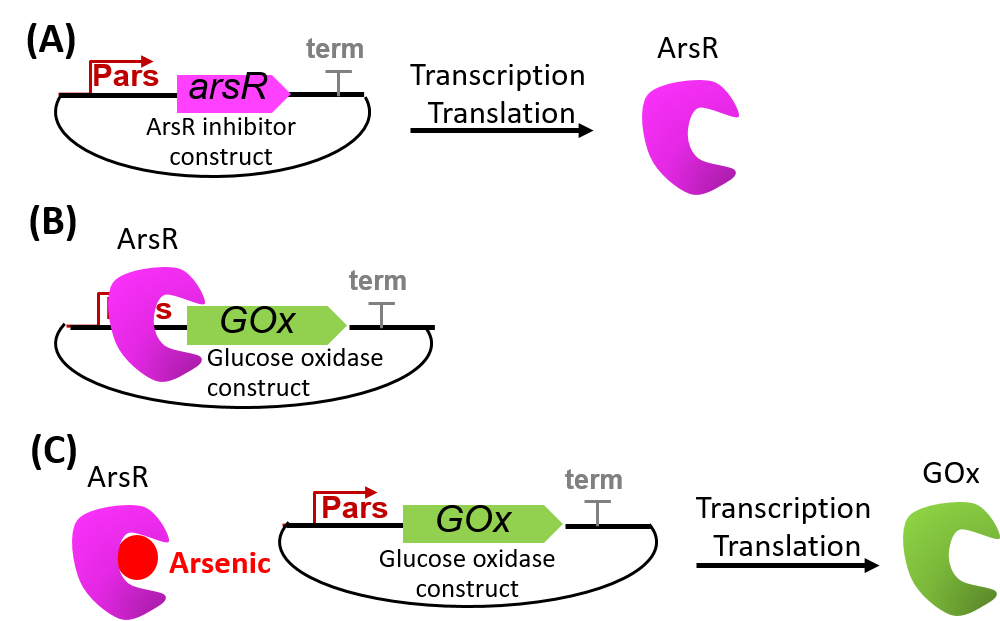 (A)
term
ArsR
Pars
arsR
Transcription
Translation
ArsR inhibitor
construct
(B)
ArsR
term
GOx
Glucose oxidase
construct
(C)
ArsR
term
GOx
Pars
GOx
Transcription
Translation
Arsenic
Glucose oxidase
construct